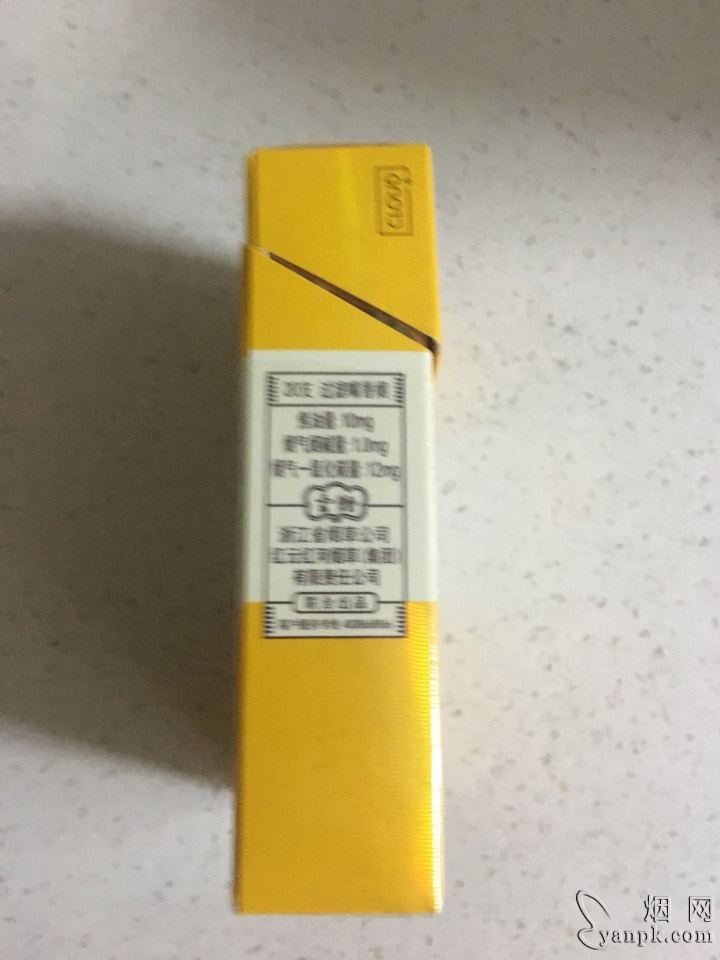 CLOUD
20支 过滤嘴香烟
焦油量 10mg
烟气烟碱量 1.0mg
烟气一氧化碳量 12mg
浙江省烟草公司
红云红河烟草(集团)
有限责任公司
联合出品
烟网
yanpk.com